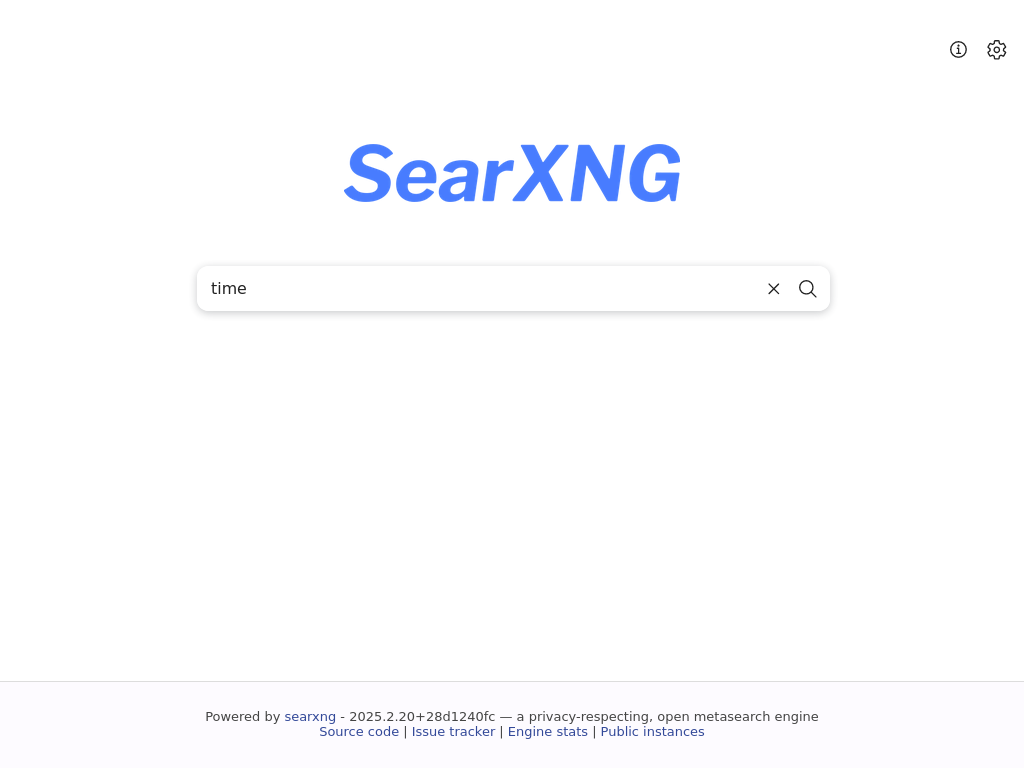 SearXNG
time
Powered by searxng - 2025.2.20+28d1240fc — a privacy-respecting, open metasearch engine
Source code | Issue tracker | Engine stats | Public instances